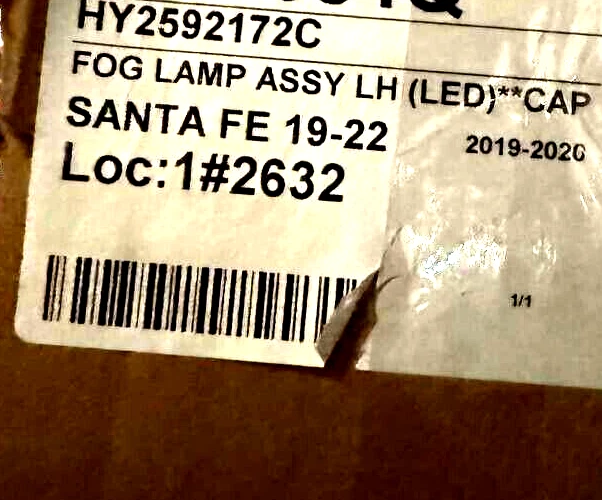 HY2592172C
FOG LAMP ASSY LH (LED)**CAP
SANTA FE 19-22
2019-2020
Loc:1#2632
1/1